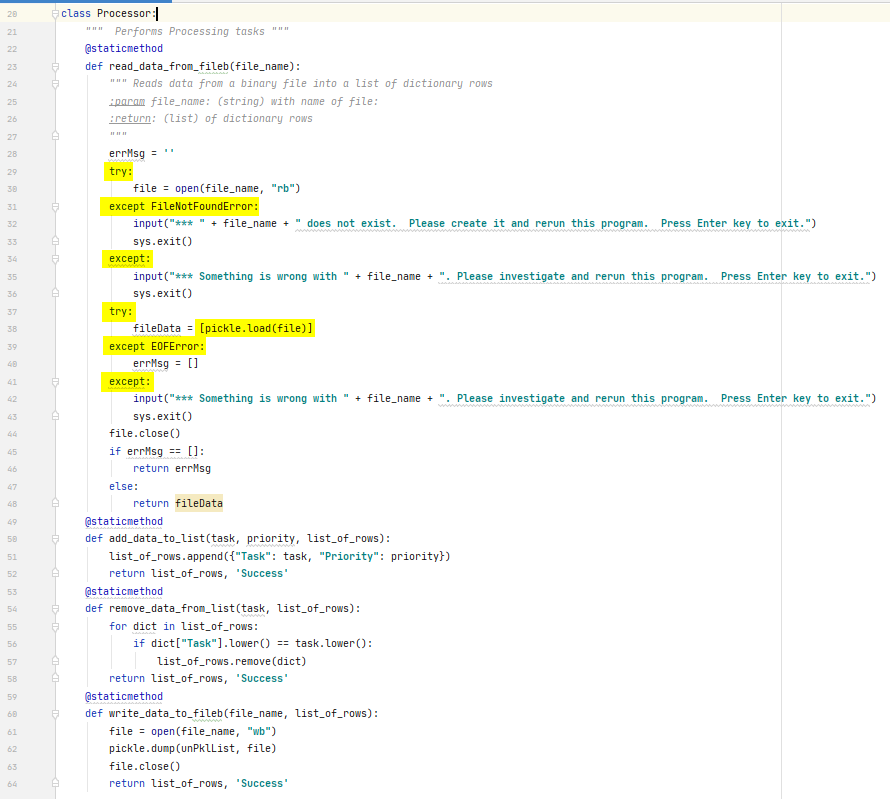 20 class Processor:
21     """  Performs Processing tasks """
22     @staticmethod
23     def read_data_from_fileb(file_name):
24         """ Reads data from a binary file into a list of dictionary rows
25         :param file_name: (string) with name of file:
26         :return: (list) of dictionary rows
27         """
28         errMsg = ''
29         try:
30             file = open(file_name, "rb")
31         except FileNotFoundError:
32             input("*** " + file_name + " does not exist.  Please create it and rerun this program.  Press Enter key to exit.")
33             sys.exit()
34         except:
35             input("*** Something is wrong with " + file_name + ". Please investigate and rerun this program.  Press Enter key to exit.")
36             sys.exit()
37         try:
38             fileData = [pickle.load(file)]
39         except EOFError:
40             errMsg = []
41         except:
42             input("*** Something is wrong with " + file_name + ". Please investigate and rerun this program.  Press Enter key to exit.")
43             sys.exit()
44         file.close()
45         if errMsg == []:
46             return errMsg
47         else:
48             return fileData
49     @staticmethod
50     def add_data_to_list(task, priority, list_of_rows):
51         list_of_rows.append({"Task": task, "Priority": priority})
52         return list_of_rows, 'Success'
53     @staticmethod
54     def remove_data_from_list(task, list_of_rows):
55         for dict in list_of_rows:
56             if dict["Task"].lower() == task.lower():
57                 list_of_rows.remove(dict)
58         return list_of_rows, 'Success'
59     @staticmethod
60     def write_data_to_fileb(file_name, list_of_rows):
61         file = open(file_name, "wb")
62         pickle.dump(unPklList, file)
63         file.close()
64         return list_of_rows, 'Success'